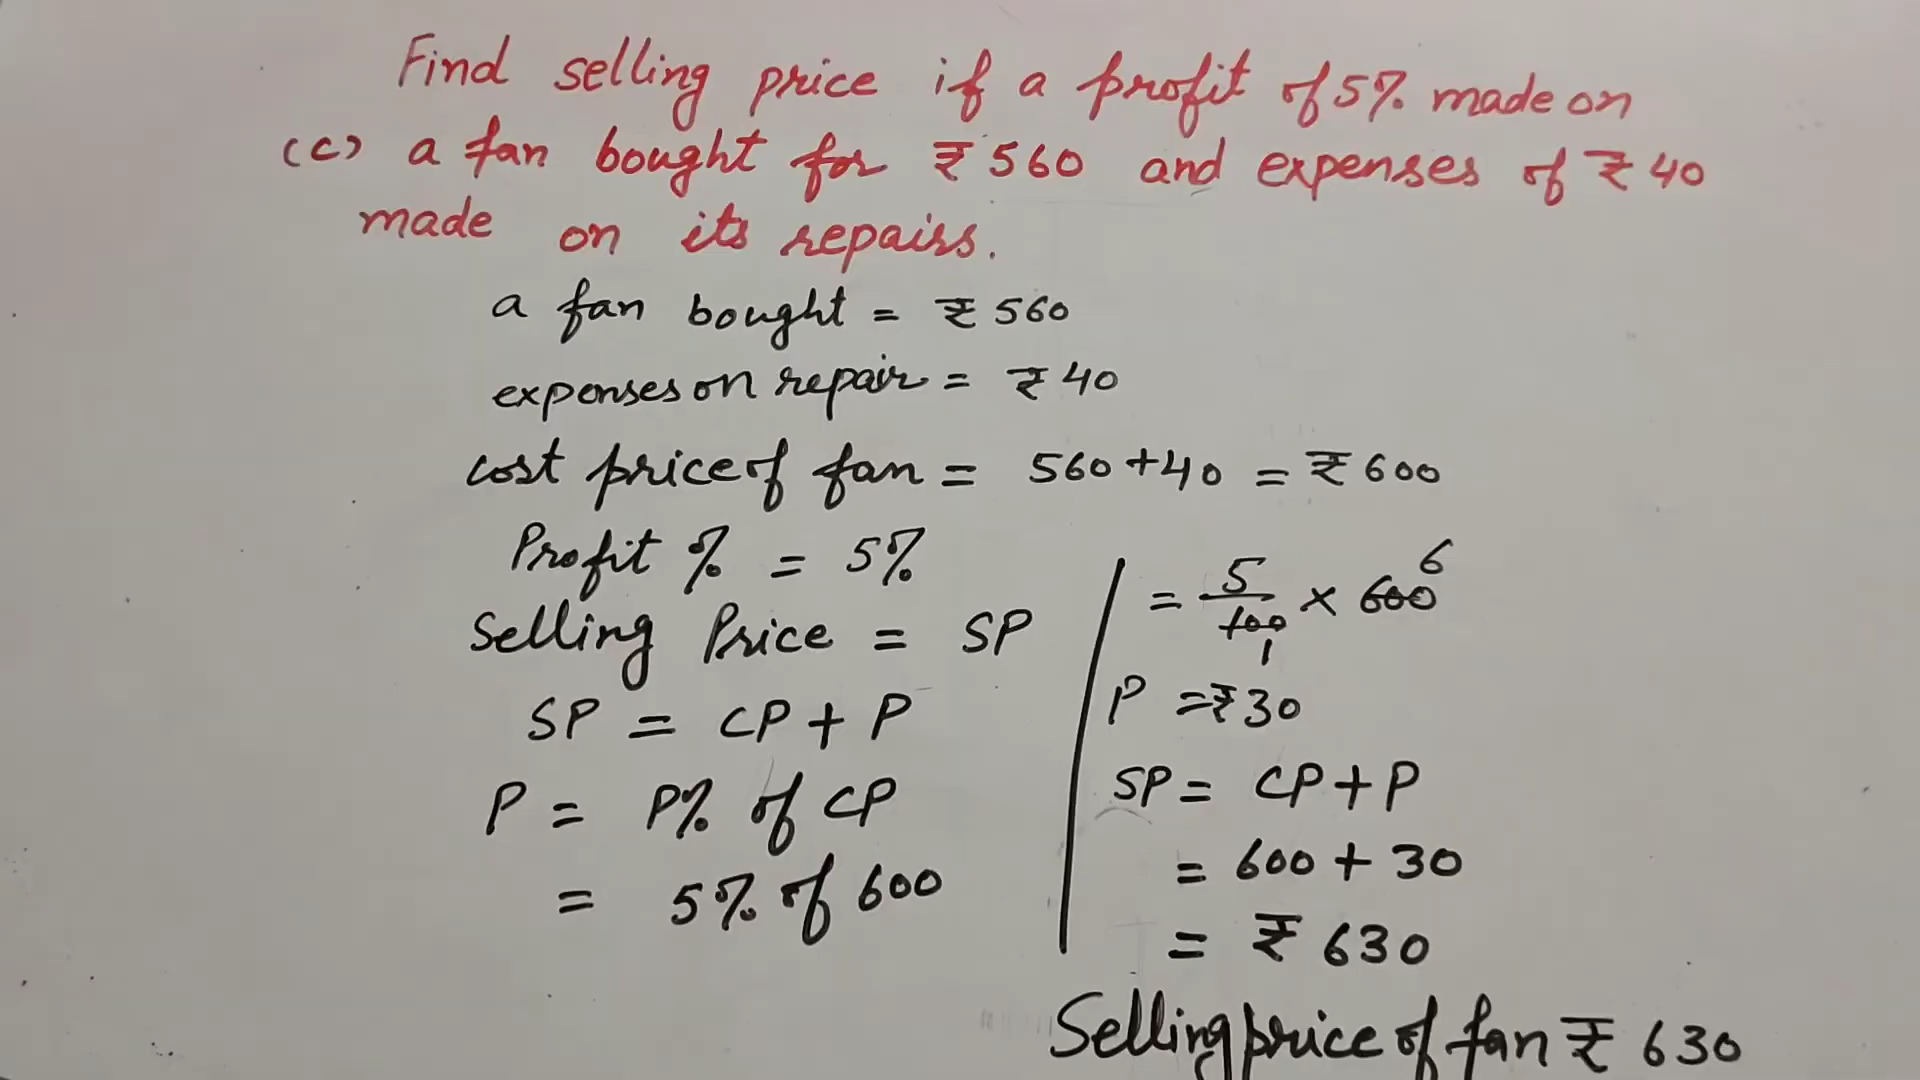 Find selling price if a profit of 5% made on
(c) a fan bought for ₹ 560 and expenses of ₹ 40
made on its repairs.
a fan bought = ₹ 560
expenses on repair = ₹ 40
cost price of fan = 560 + 40 = ₹ 600
Profit % = 5%
Selling Price = SP
SP = CP + P
P = P% of CP
= 5% of 600
= 5/100 × 600 6
1
P = ₹ 30
SP = CP + P
= 600 + 30
= ₹ 630
Selling price of fan ₹ 630